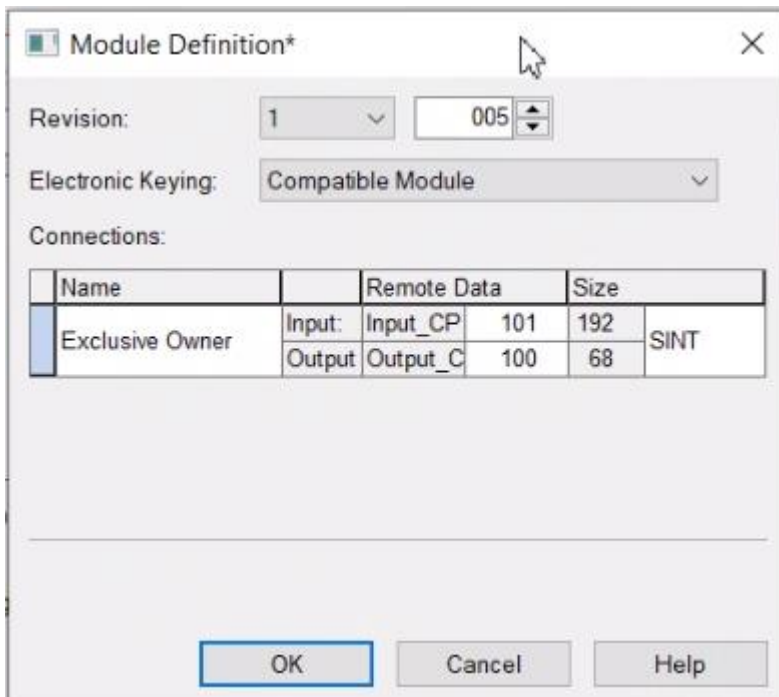 Module Definition*
Revision: 1 005
Electronic Keying: Compatible Module
Connections:
Name Remote Data Size
Exclusive Owner Input: Input_CP 101 192 SINT
Output Output_C 100 68
OK Cancel Help